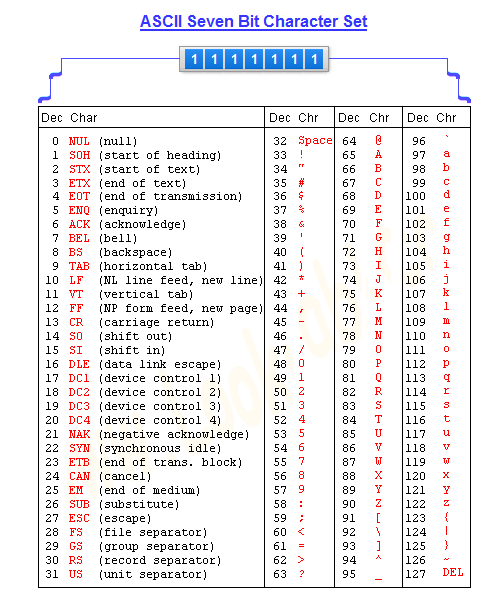 ASCII Seven Bit Character Set
1 1 1 1 1 1 1
Dec Char Dec Chr Dec Chr Dec Chr
0 NUL (null) 32 Space 64 @ 96 `
1 SOH (start of heading) 33 ! 65 A 97 a
2 STX (start of text) 34 " 66 B 98 b
3 ETX (end of text) 35 # 67 C 99 c
4 EOT (end of transmission) 36 $ 68 D 100 d
5 ENQ (enquiry) 37 % 69 E 101 e
6 ACK (acknowledge) 38 & 70 F 102 f
7 BEL (bell) 39 ' 71 G 103 g
8 BS (backspace) 40 ( 72 H 104 h
9 TAB (horizontal tab) 41 ) 73 I 105 i
10 LF (NL line feed, new line) 42 * 74 J 106 j
11 VT (vertical tab) 43 + 75 K 107 k
12 FF (NP form feed, new page) 44 , 76 L 108 l
13 CR (carriage return) 45 - 77 M 109 m
14 SO (shift out) 46 . 78 N 110 n
15 SI (shift in) 47 / 79 O 111 o
16 DLE (data link escape) 48 0 80 P 112 p
17 DC1 (device control 1) 49 1 81 Q 113 q
18 DC2 (device control 2) 50 2 82 R 114 r
19 DC3 (device control 3) 51 3 83 S 115 s
20 DC4 (device control 4) 52 4 84 T 116 t
21 NAK (negative acknowledge) 53 5 85 U 117 u
22 SYN (synchronous idle) 54 6 86 V 118 v
23 ETB (end of trans. block) 55 7 87 W 119 w
24 CAN (cancel) 56 8 88 X 120 x
25 EM (end of medium) 57 9 89 Y 121 y
26 SUB (substitute) 58 : 90 Z 122 z
27 ESC (escape) 59 ; 91 [ 123 {
28 FS (file separator) 60 < 92 \ 124 |
29 GS (group separator) 61 = 93 ] 125 }
30 RS (record separator) 62 > 94 ^ 126 ~
31 US (unit separator) 63 ? 95 _ 127 DEL